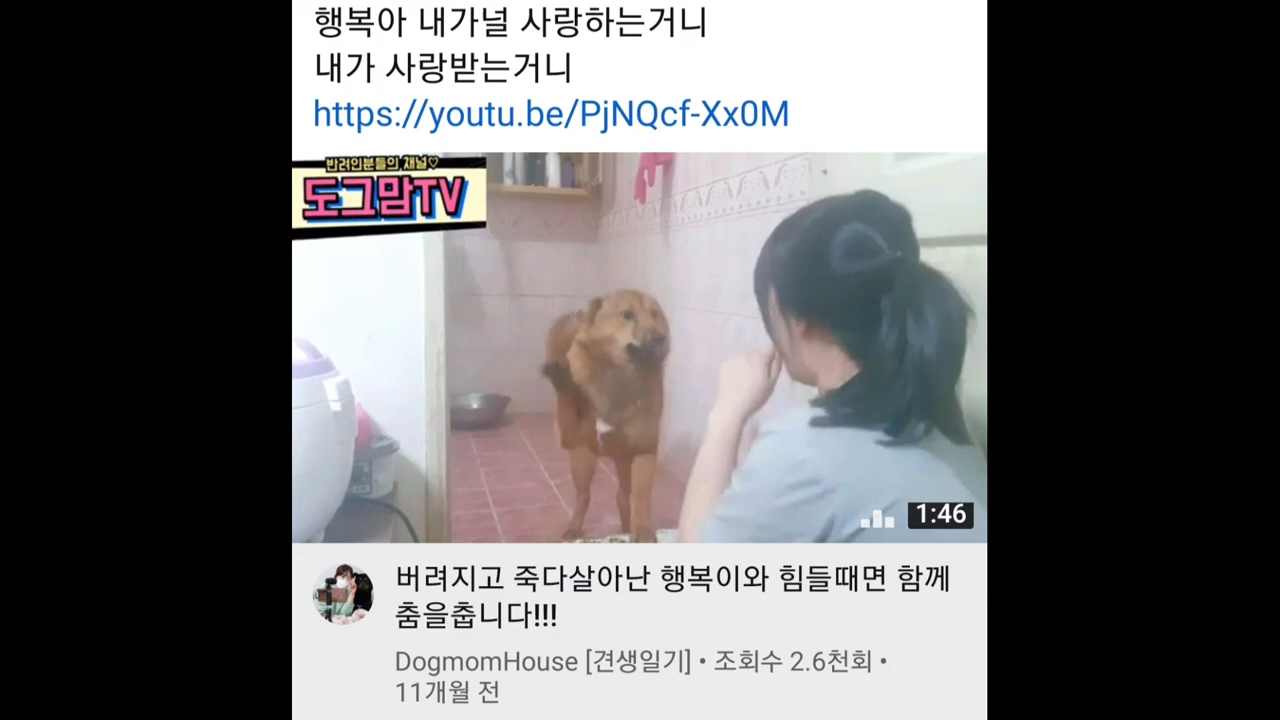 행복아 내가널 사랑하는거니
내가 사랑받는거니
https://youtu.be/PjNQcf-Xx0M
반려인분들의 채널♡
도그맘TV
1:46
버려지고 죽다살아난 행복이와 힘들때면 함께
춤을춥니다!!!
DogmomHouse [견생일기] • 조회수 2.6천회 •
11개월 전